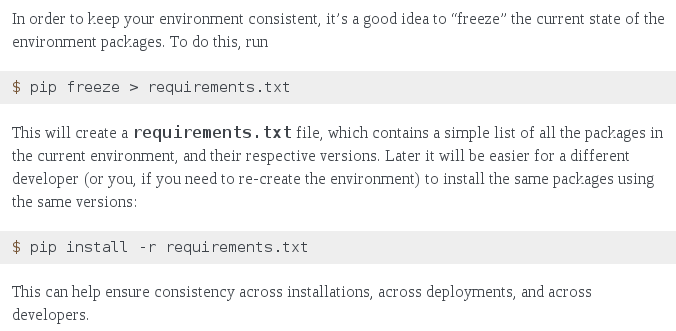 In order to keep your environment consistent, it’s a good idea to “freeze” the current state of the
environment packages. To do this, run
$ pip freeze > requirements.txt
This will create a requirements.txt file, which contains a simple list of all the packages in
the current environment, and their respective versions. Later it will be easier for a different
developer (or you, if you need to re-create the environment) to install the same packages using
the same versions:
$ pip install -r requirements.txt
This can help ensure consistency across installations, across deployments, and across
developers.